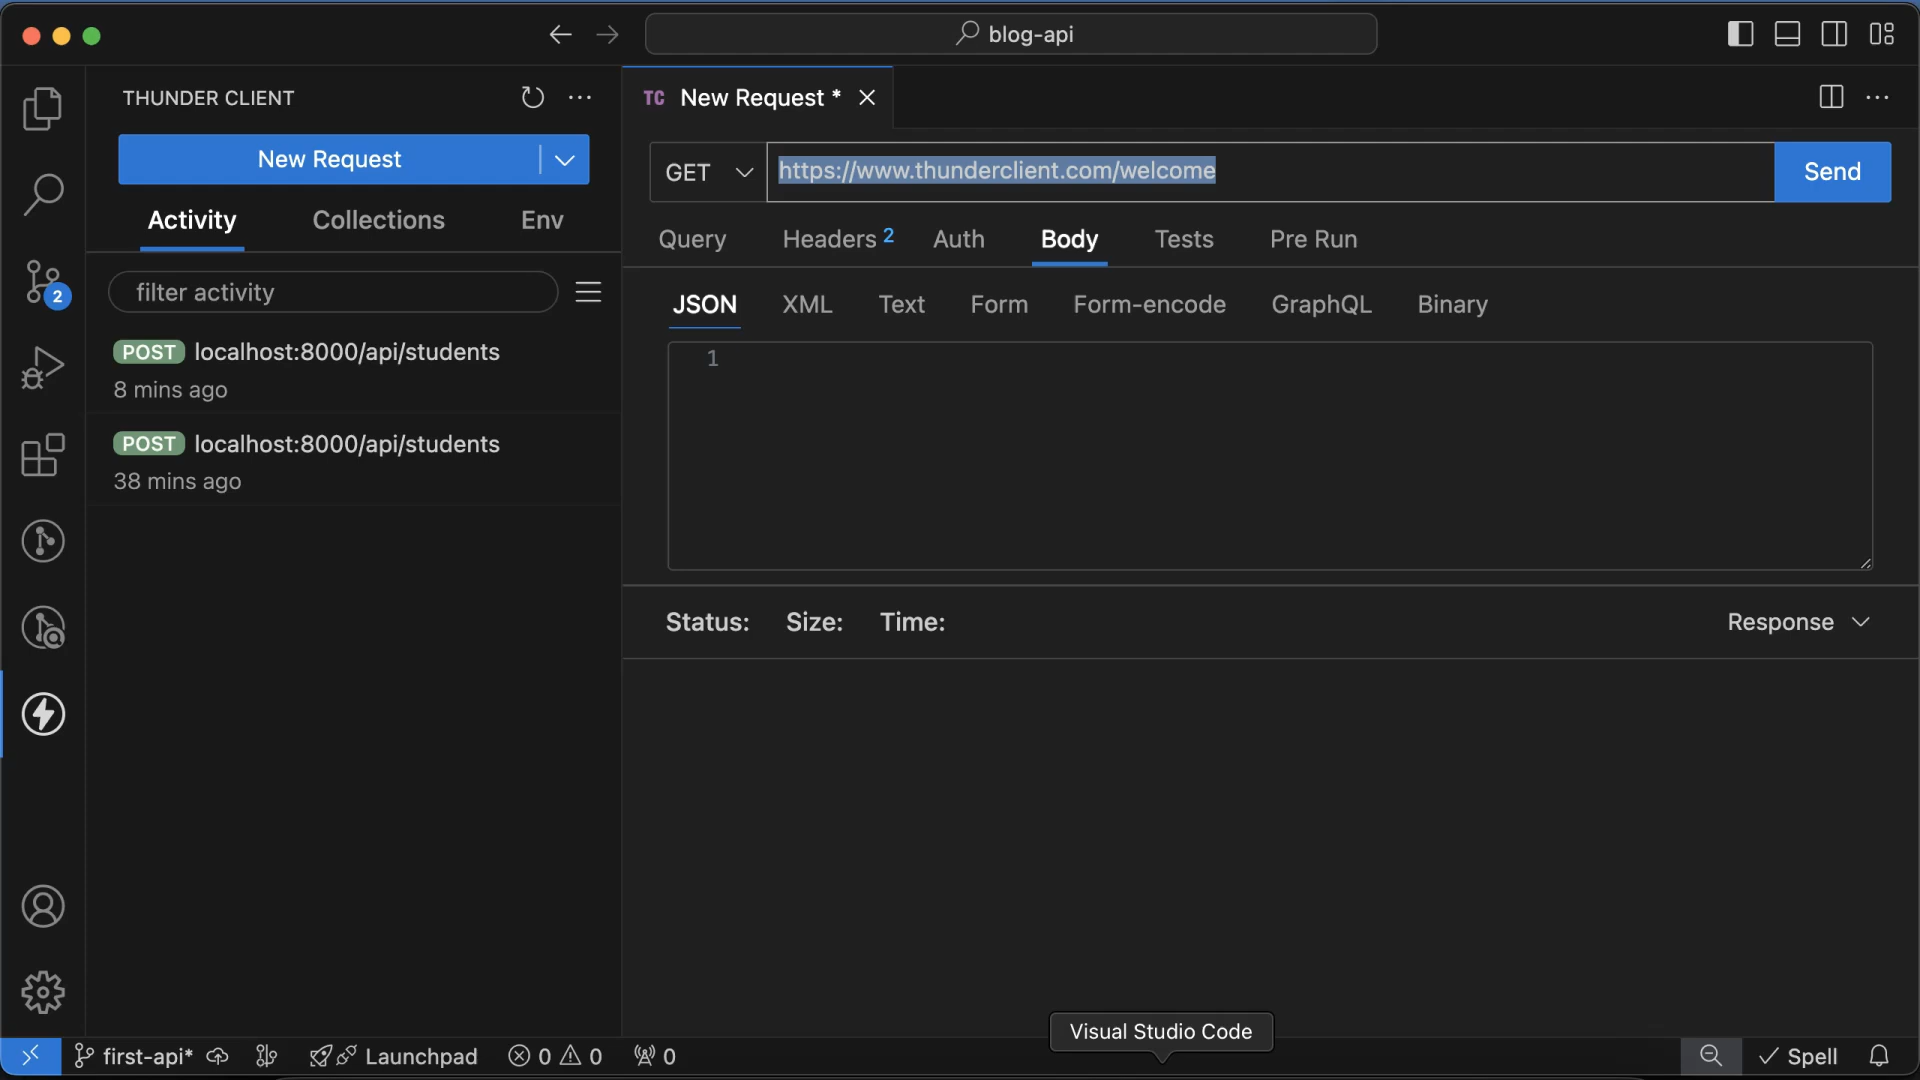 blog-api
THUNDER CLIENT
TC New Request *
New Request
GET https://www.thunderclient.com/welcome Send
Activity Collections Env
Query Headers 2 Auth Body Tests Pre Run
filter activity
JSON XML Text Form Form-encode GraphQL Binary
POST localhost:8000/api/students
8 mins ago
1
POST localhost:8000/api/students
38 mins ago
2
Status: Size: Time: Response
Visual Studio Code
first-api* Launchpad 0 0 0 Spell